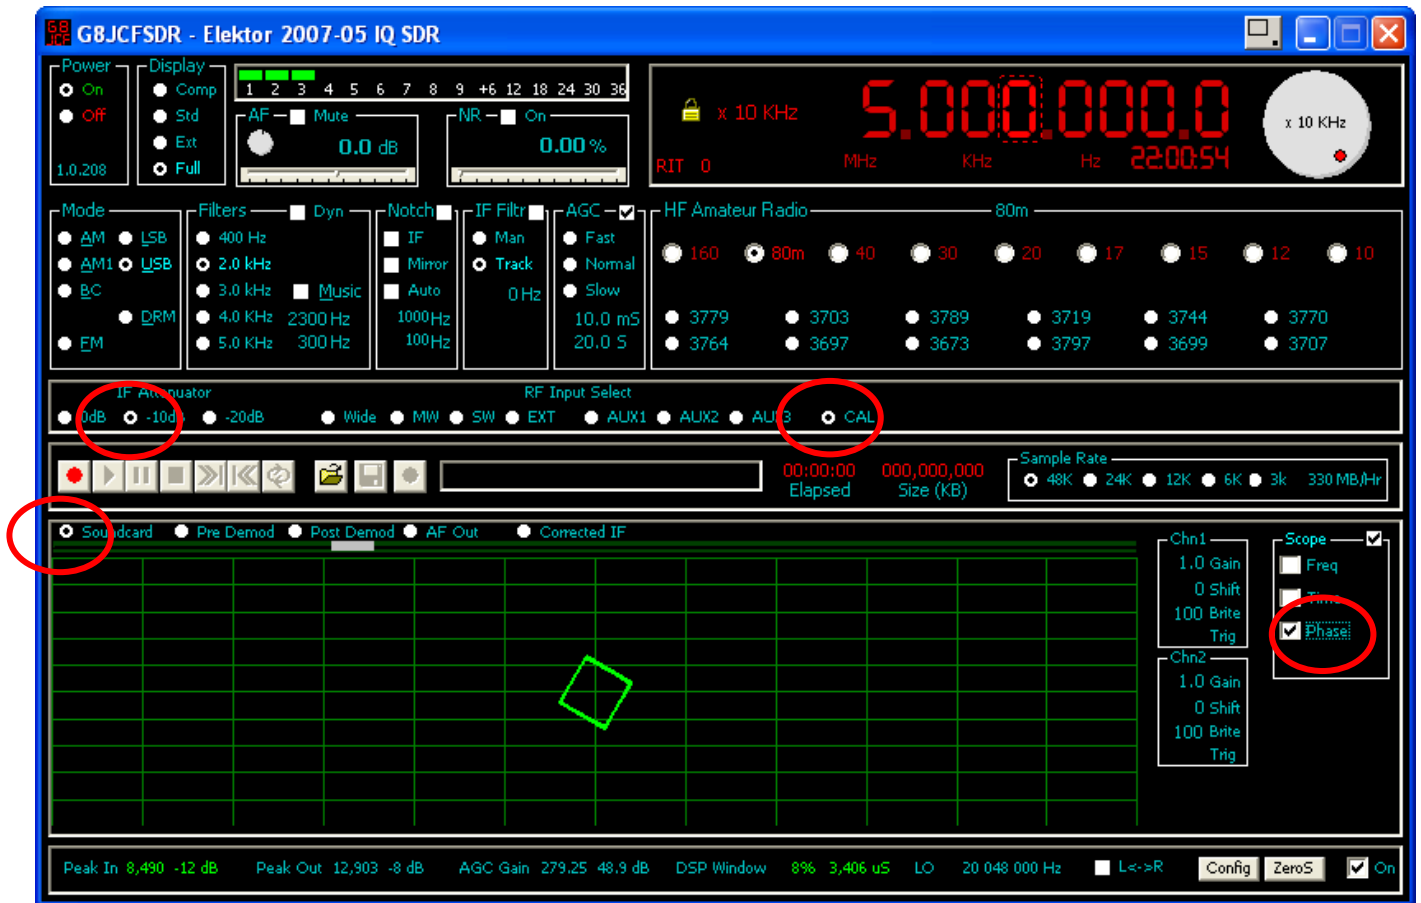 G8JCFSDR - Elektor 2007-05 IQ SDR
Power
On
Off
1.0.208
Display
Comp
Std
Ext
Full
1 2 3 4 5 6 7 8 9 +6 12 18 24 30 36
AF Mute
0.0 dB
NR On
0.00 %
x 10 KHz
5.000.000.0
MHz KHz Hz 22:00:54
RIT 0
x 10 KHz
Mode
AM LSB
AM1 USB
BC
DRM
FM
Filters Dyn
400 Hz
2.0 kHz
3.0 kHz Music
4.0 KHz 2300 Hz
5.0 KHz 300 Hz
Notch
IF
Mirror
Auto
1000 Hz
100 Hz
IF Filtr
Man
Track
0 Hz
AGC
Fast
Normal
Slow
10.0 mS
20.0 S
HF Amateur Radio 80m
160 80m 40 30 20 17 15 12 10
3779 3703 3789 3719 3744 3770
3764 3697 3673 3797 3699 3707
IF Attenuator RF Input Select
0dB -10dB -20dB Wide MW SW EXT AUX1 AUX2 AUX3 CAL
00:00:00 000,000,000
Elapsed Size (KB)
Sample Rate
48K 24K 12K 6K 3k 330 MB/Hr
Soundcard Pre Demod Post Demod AF Out Corrected IF
Chn1
1.0 Gain
0 Shift
100 Brite
Trig
Chn2
1.0 Gain
0 Shift
100 Brite
Trig
Scope
Freq
Time
Phase
Peak In 8,490 -12 dB Peak Out 12,903 -8 dB AGC Gain 279.25 48.9 dB DSP Window 8% 3,406 uS LO 20 048 000 Hz L<->R Config ZeroS On